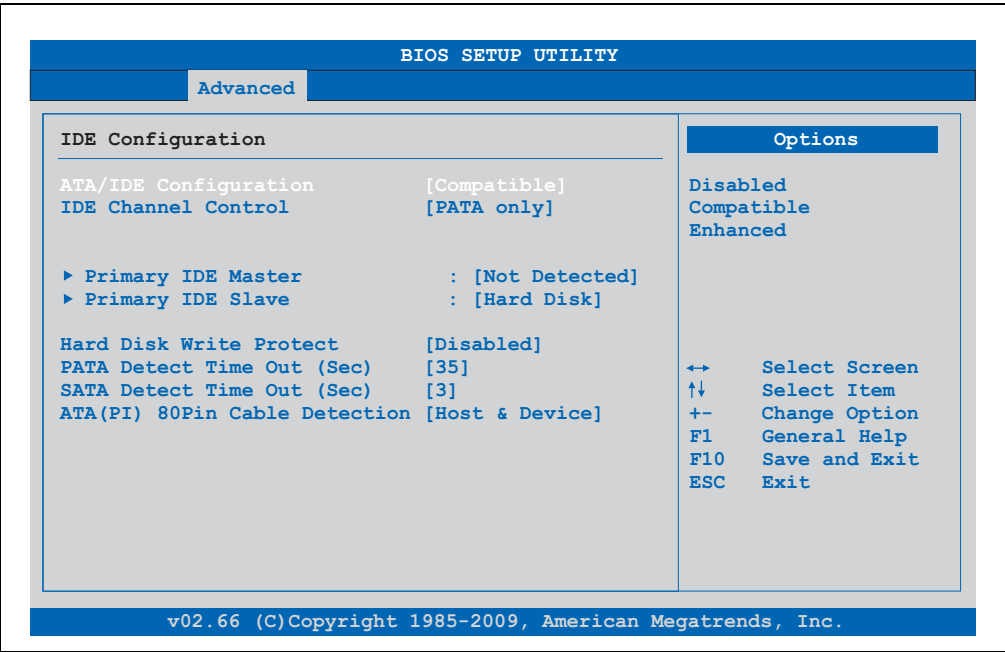 BIOS SETUP UTILITY
Advanced
IDE Configuration
ATA/IDE Configuration [Compatible]
IDE Channel Control [PATA only]
▶ Primary IDE Master : [Not Detected]
▶ Primary IDE Slave : [Hard Disk]
Hard Disk Write Protect [Disabled]
PATA Detect Time Out (Sec) [35]
SATA Detect Time Out (Sec) [3]
ATA(PI) 80Pin Cable Detection [Host & Device]
Options
Disabled
Compatible
Enhanced
↔ Select Screen
↑↓ Select Item
+- Change Option
F1 General Help
F10 Save and Exit
ESC Exit
v02.66 (C)Copyright 1985-2009, American Megatrends, Inc.